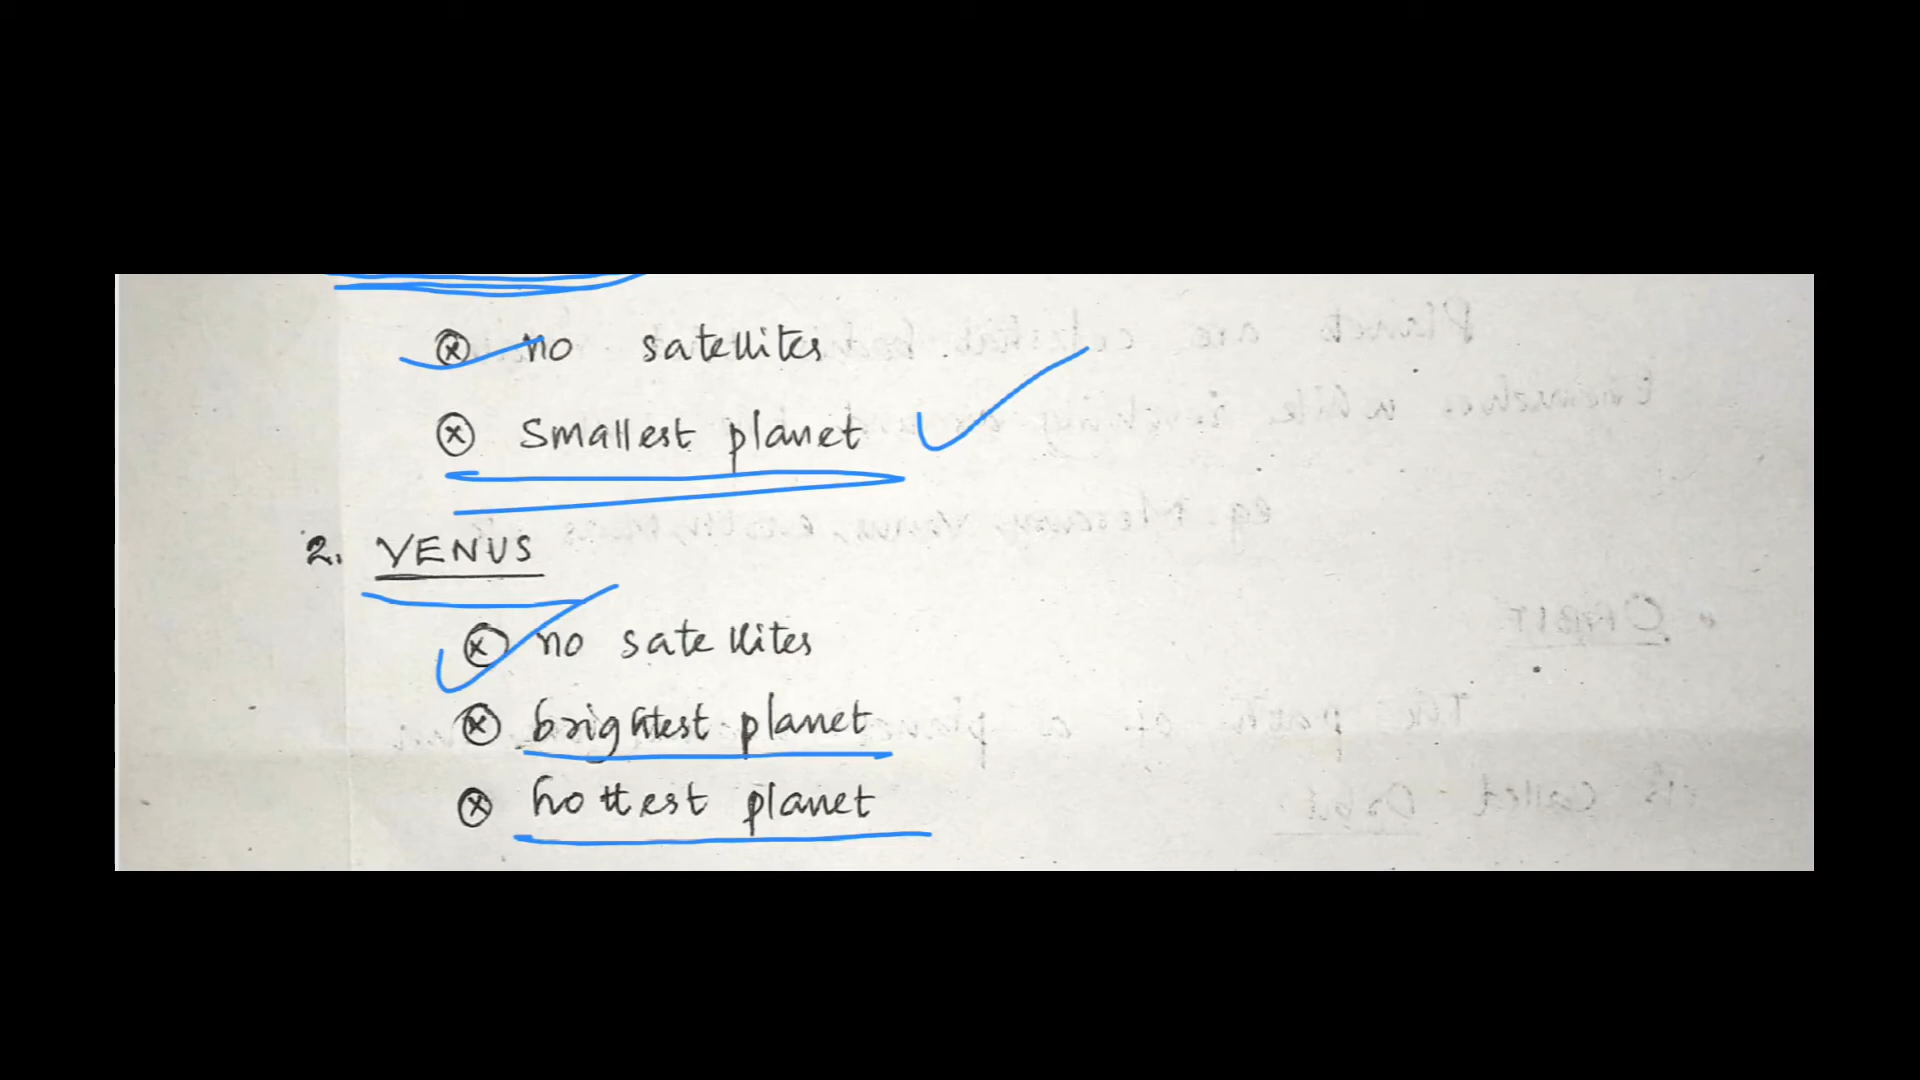 ⓧ no satellites
ⓧ Smallest planet
2. VENUS
ⓧ no satellites
ⓧ brightest planet
ⓧ hottest planet